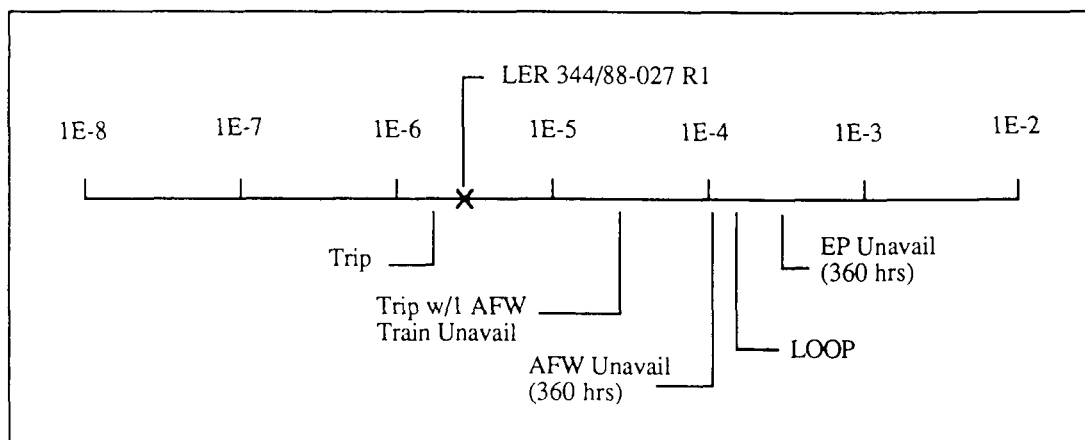 LER 344/88-027 R1
1E-8
1E-7
1E-6
1E-5
1E-4
1E-3
1E-2
Trip
Trip w/1 AFW
Train Unavail
AFW Unavail
(360 hrs)
LOOP
EP Unavail
(360 hrs)